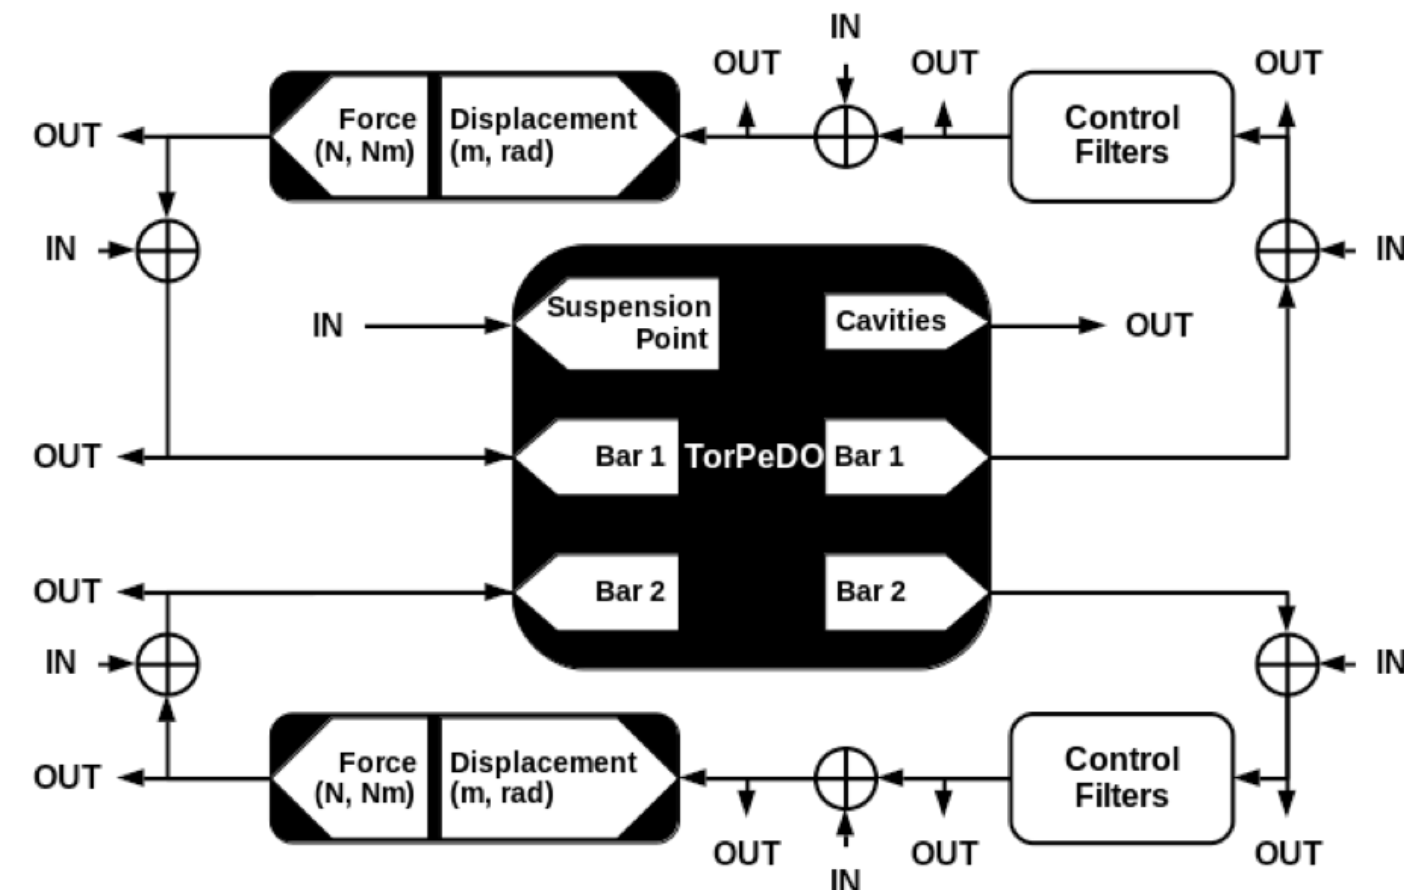 IN
OUT
OUT
OUT
OUT
Force
(N, Nm)
Displacement
(m, rad)
Control
Filters
IN
IN
IN
Suspension
Point
Cavities
OUT
OUT
Bar 1
TorPeDO
Bar 1
OUT
Bar 2
Bar 2
IN
IN
OUT
Force
(N, Nm)
Displacement
(m, rad)
Control
Filters
OUT
OUT
OUT
IN